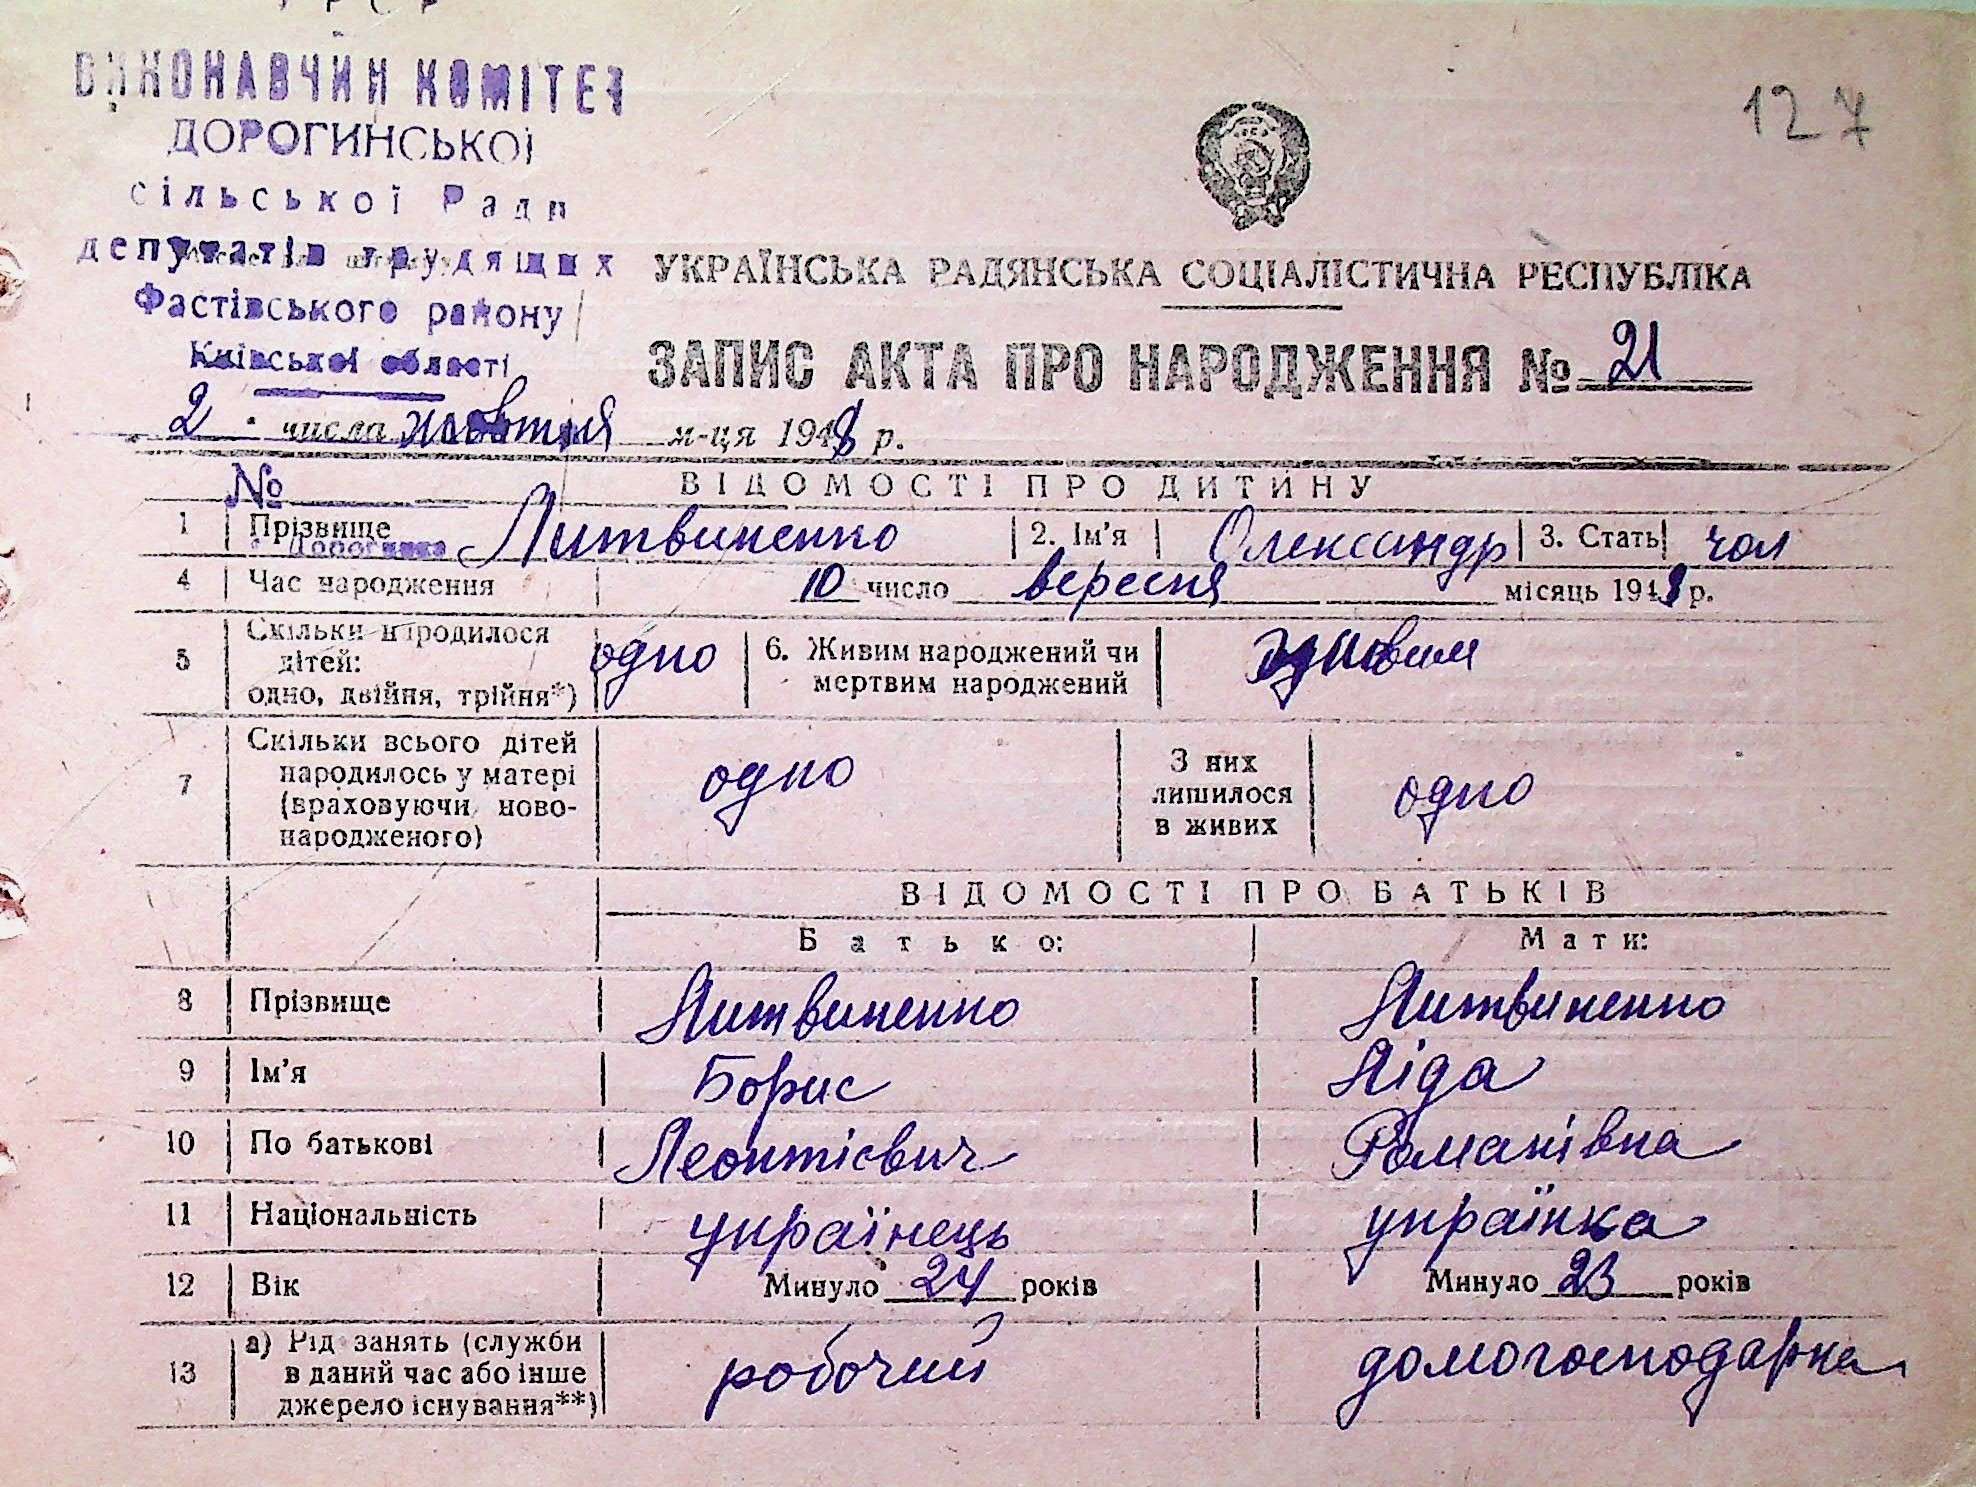 УРСР
ВИКОНАВЧИЙ КОМІТЕТ
ДОРОГИНСЬКОЇ
сільської Ради
депутатів трудящих
Фастівського району
Київської області
127
УКРАЇНСЬКА РАДЯНСЬКА СОЦІАЛІСТИЧНА РЕСПУБЛІКА
ЗАПИС АКТА ПРО НАРОДЖЕННЯ № 21
2 числа жовтня м-ця 1948 р.
№
ВІДОМОСТІ ПРО ДИТИНУ
1 Прізвище Литвиненко 2. Ім'я Олександр 3. Стать чол
Дорогинка
4 Час народження 10 число вересня місяць 1948 р.
5 Скільки народилося дітей: одно, двійня, трійня*) одно 6. Живим народжений чи мертвим народжений живим
7 Скільки всього дітей народилось у матері (враховуючи новонародженого) одно З них лишилося в живих одно
ВІДОМОСТІ ПРО БАТЬКІВ
Батько: Мати:
8 Прізвище Литвиненко Литвиненко
9 Ім'я Борис Ліда
10 По батькові Леонтієвич Романівна
11 Національність українець українка
12 Вік Минуло 24 років Минуло 23 років
13 а) Рід занять (служби в даний час або інше джерело існування**) робочий домогосподарка